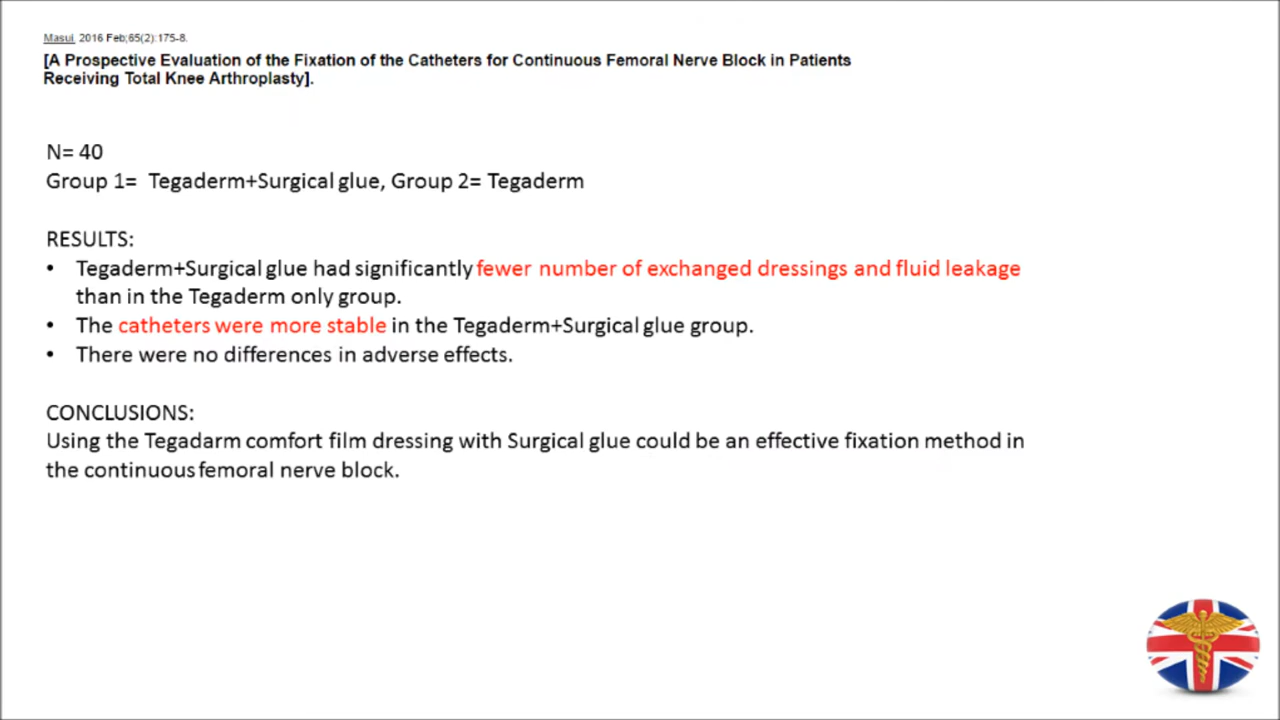 Masui. 2016 Feb;65(2):175-8.
[A Prospective Evaluation of the Fixation of the Catheters for Continuous Femoral Nerve Block in Patients
Receiving Total Knee Arthroplasty].
N= 40
Group 1= Tegaderm+Surgical glue, Group 2= Tegaderm
RESULTS:
• Tegaderm+Surgical glue had significantly fewer number of exchanged dressings and fluid leakage
than in the Tegaderm only group.
• The catheters were more stable in the Tegaderm+Surgical glue group.
• There were no differences in adverse effects.
CONCLUSIONS:
Using the Tegadarm comfort film dressing with Surgical glue could be an effective fixation method in
the continuous femoral nerve block.